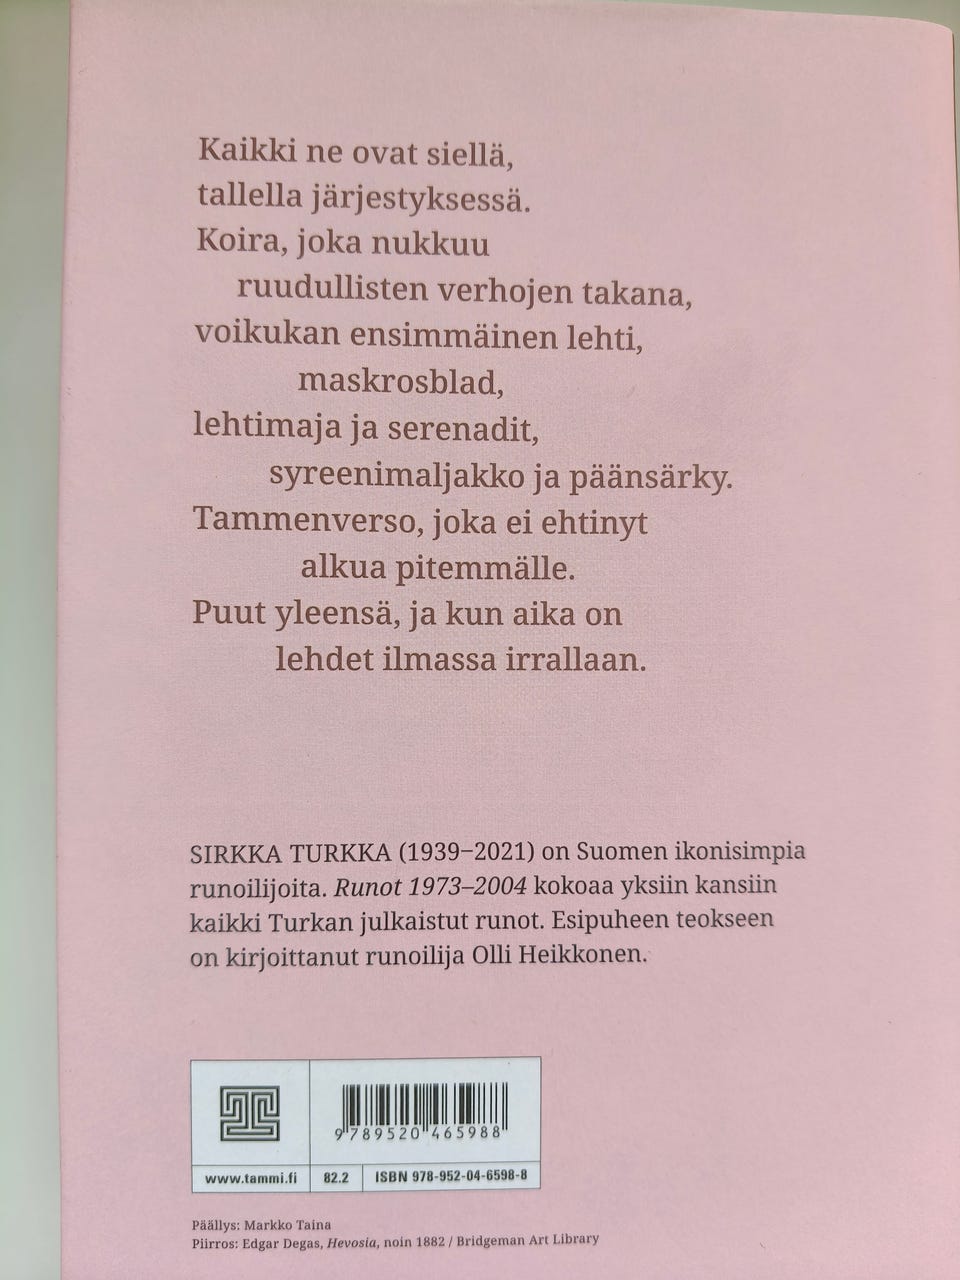 Kaikki ne ovat siellä,
tallella järjestyksessä.
Koira, joka nukkuu
ruudullisten verhojen takana,
voikukan ensimmäinen lehti,
maskrosblad,
lehtimaja ja serenadit,
syreenimaljakko ja päänsärky.
Tammenverso, joka ei ehtinyt
alkua pitemmälle.
Puut yleensä, ja kun aika on
lehdet ilmassa irrallaan.
SIRKKA TURKKA (1939–2021) on Suomen ikonisimpia
runoilijoita. Runot 1973–2004 kokoaa yksiin kansiin
kaikki Turkan julkaistut runot. Esipuheen teokseen
on kirjoittanut runoilija Olli Heikkonen.
9 789520 465988
www.tammi.fi 82.2 ISBN 978-952-04-6598-8
Päällys: Markko Taina
Piirros: Edgar Degas, Hevosia, noin 1882 / Bridgeman Art Library